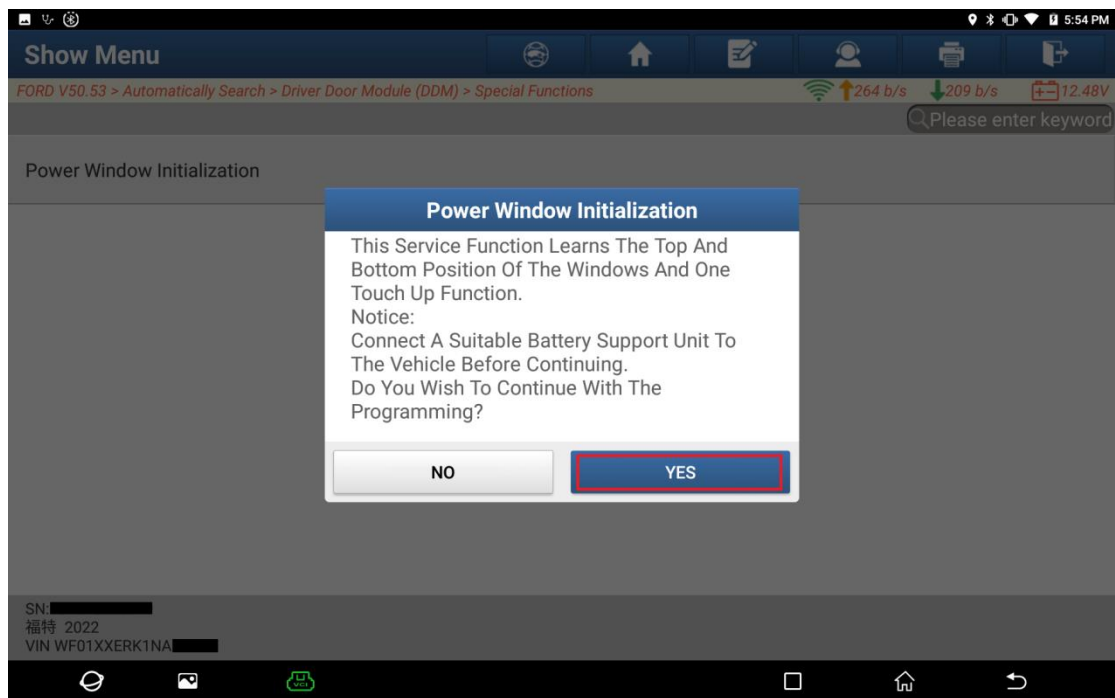 5:54 PM
Show Menu
FORD V50.53 > Automatically Search > Driver Door Module (DDM) > Special Functions
264 b/s
209 b/s
12.48V
Please enter keyword
Power Window Initialization
Power Window Initialization
This Service Function Learns The Top And
Bottom Position Of The Windows And One
Touch Up Function.
Notice:
Connect A Suitable Battery Support Unit To
The Vehicle Before Continuing.
Do You Wish To Continue With The
Programming?
NO
YES
SN:
福特 2022
VIN WF01XXERK1NA
VCI